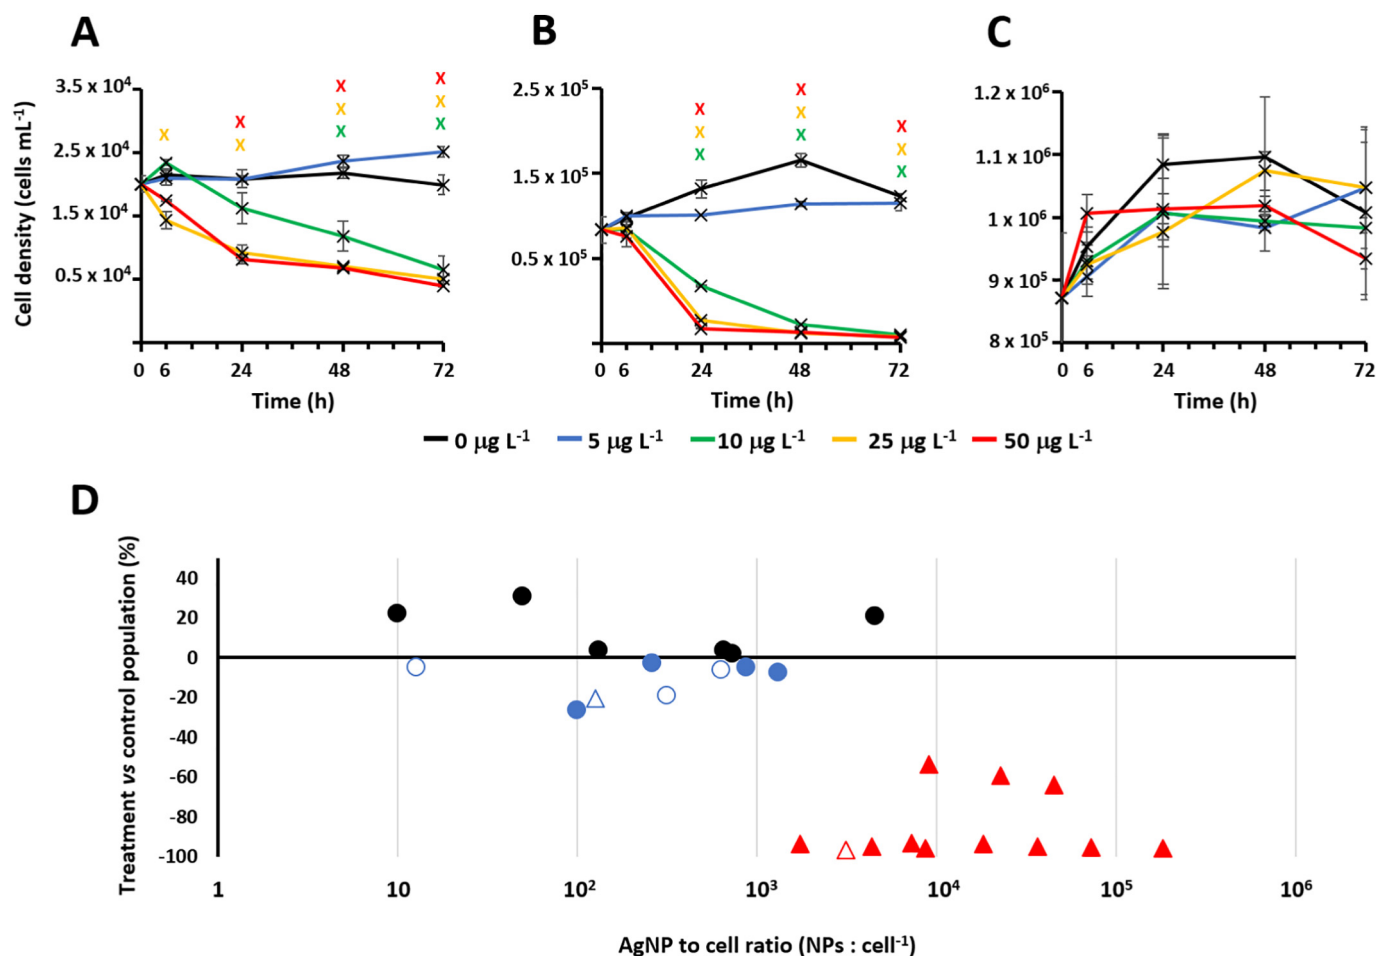 A
B
C
Cell density (cells mL⁻¹)
3.5 x 10⁴
2.5 x 10⁴
1.5 x 10⁴
0.5 x 10⁴
x x x x
x x x x
x x
0 6 24 48 72
Time (h)
2.5 x 10⁵
1.5 x 10⁵
0.5 x 10⁵
x x x
x x x
x x x
0 6 24 48 72
Time (h)
1.2 x 10⁶
1.1 x 10⁶
1 x 10⁶
9 x 10⁵
8 x 10⁵
0 6 24 48 72
Time (h)
0 µg L⁻¹ 5 µg L⁻¹ 10 µg L⁻¹ 25 µg L⁻¹ 50 µg L⁻¹
D
Treatment vs control population (%)
40
20
0
-20
-40
-60
-80
-100
1 10 10² 10³ 10⁴ 10⁵ 10⁶
AgNP to cell ratio (NPs : cell⁻¹)